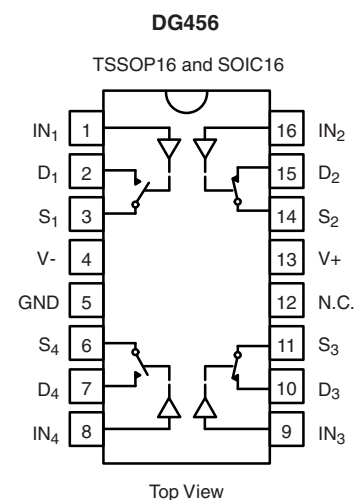 DG456
TSSOP16 and SOIC16
IN1 1 16 IN2
D1 2 15 D2
S1 3 14 S2
V- 4 13 V+
GND 5 12 N.C.
S4 6 11 S3
D4 7 10 D3
IN4 8 9 IN3
Top View